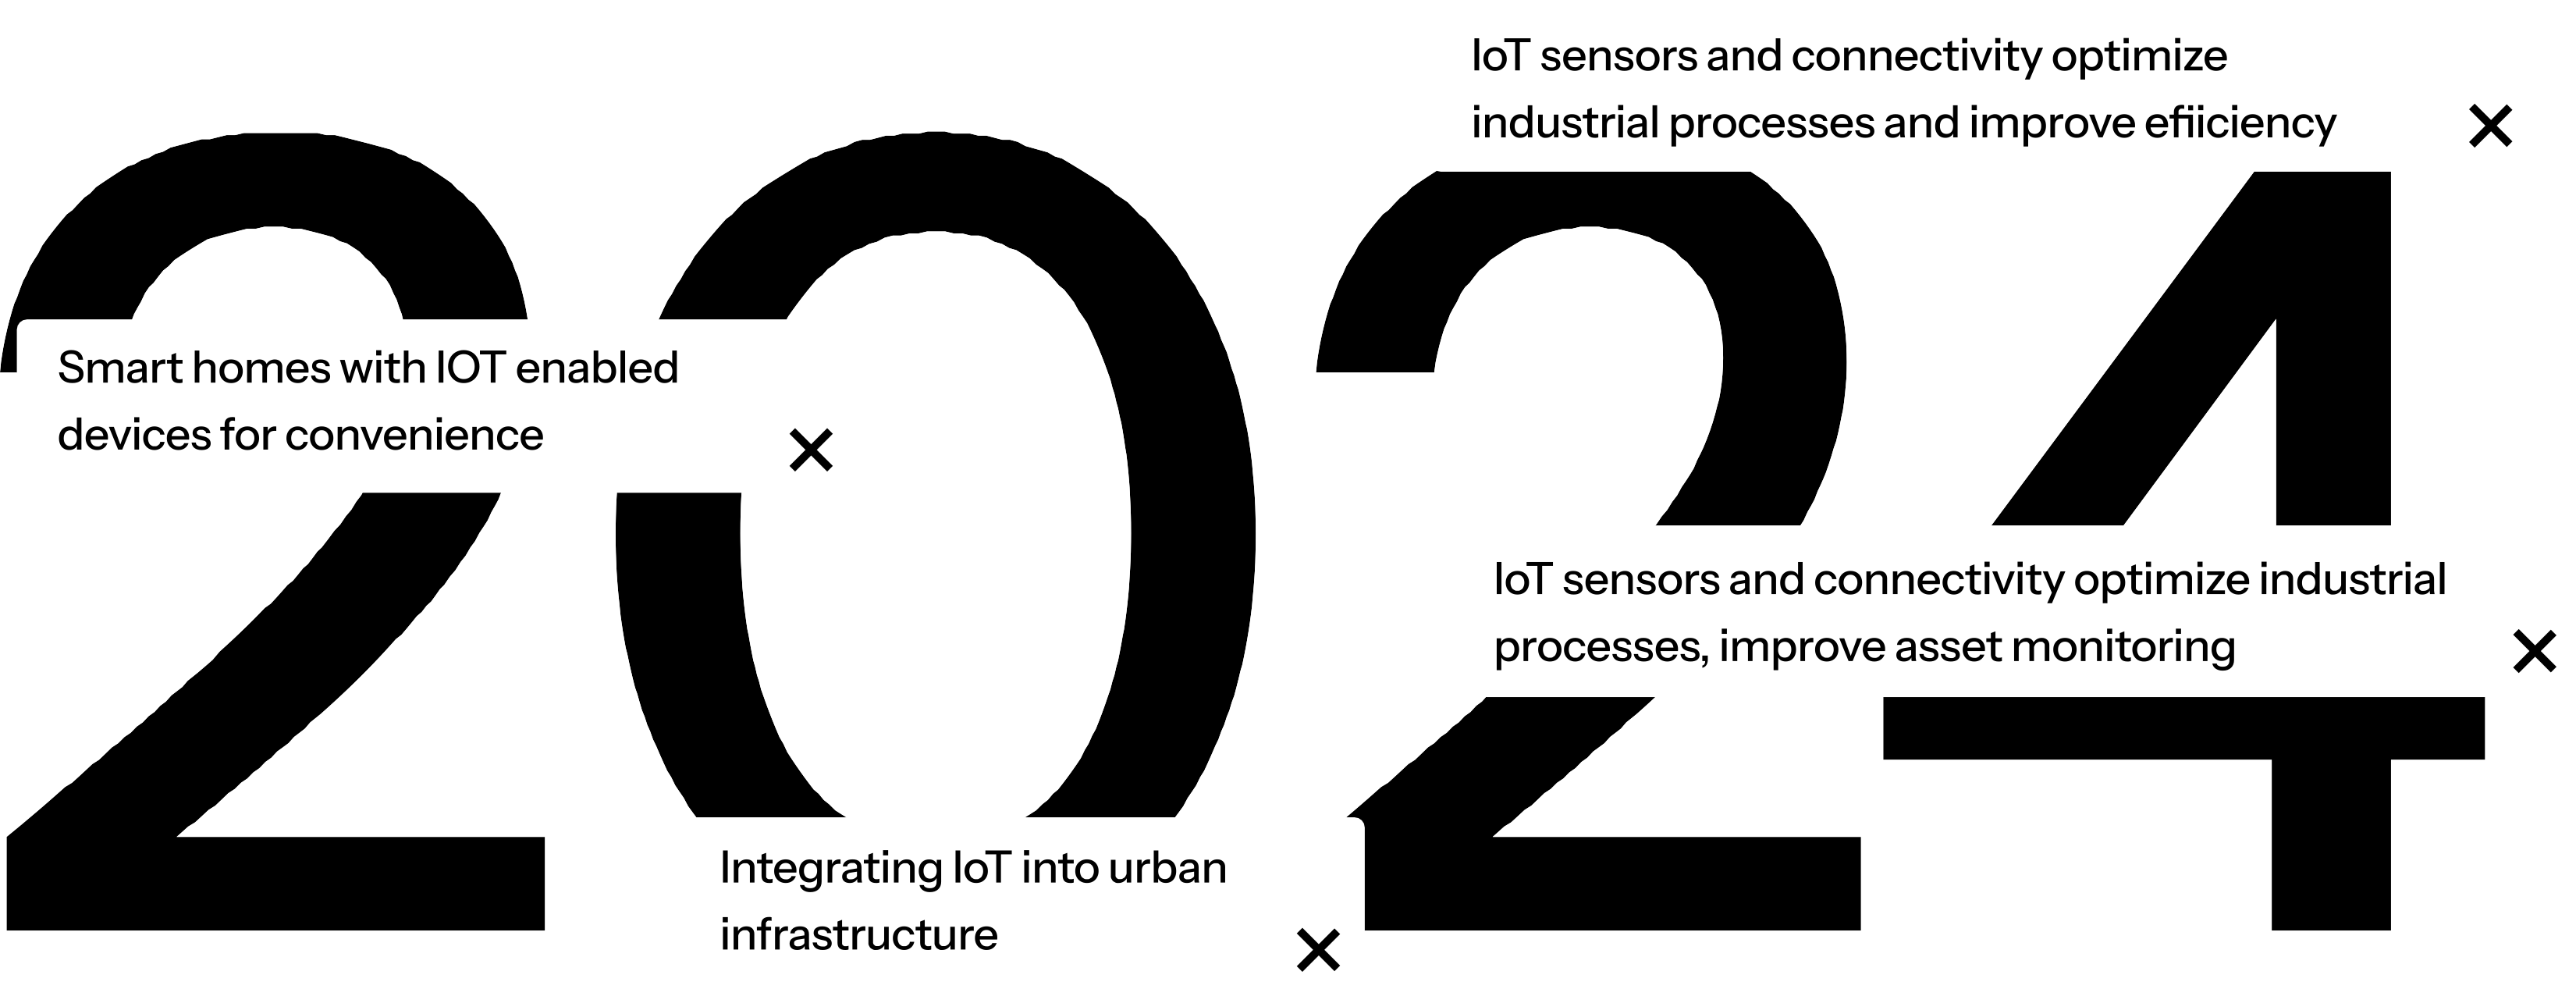 IoT sensors and connectivity optimize
industrial processes and improve efiiciency
2024
Smart homes with IOT enabled
devices for convenience
IoT sensors and connectivity optimize industrial
processes, improve asset monitoring
Integrating IoT into urban
infrastructure